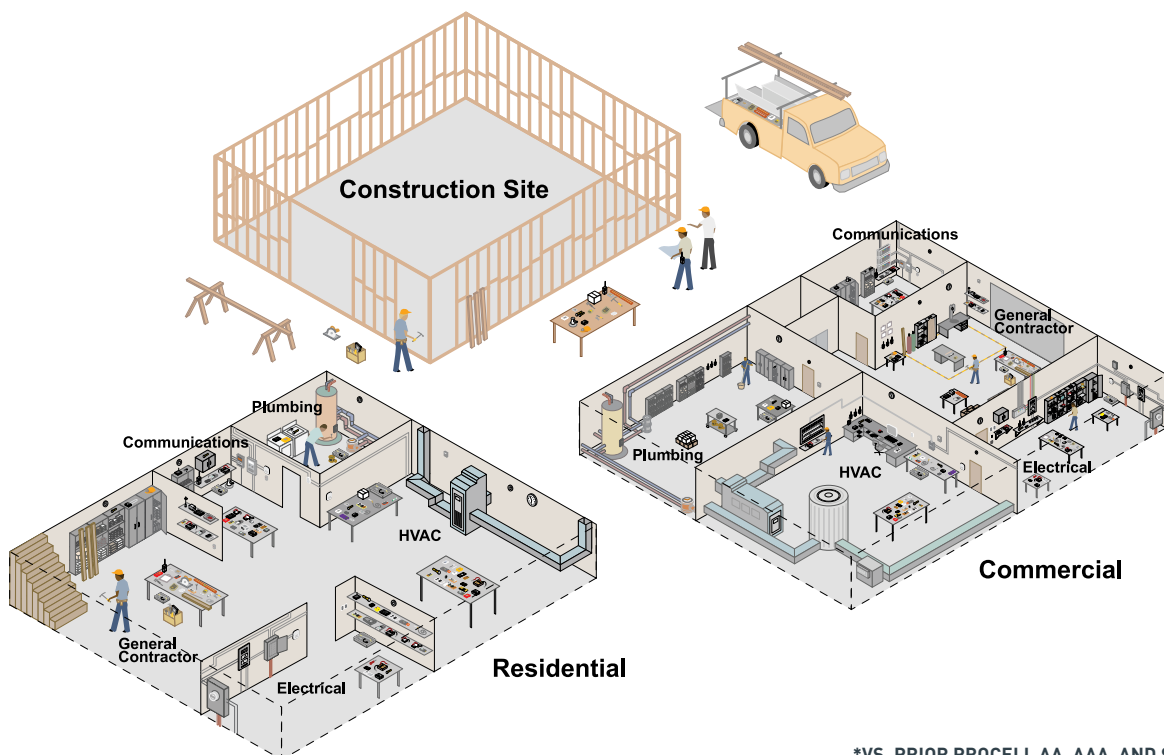 Construction Site
Communications
General
Contractor
Plumbing
HVAC
Electrical
Commercial
Plumbing
Communications
HVAC
General
Contractor
Electrical
Residential
*VS. PRIOR PROCELL AA, AAA, AND